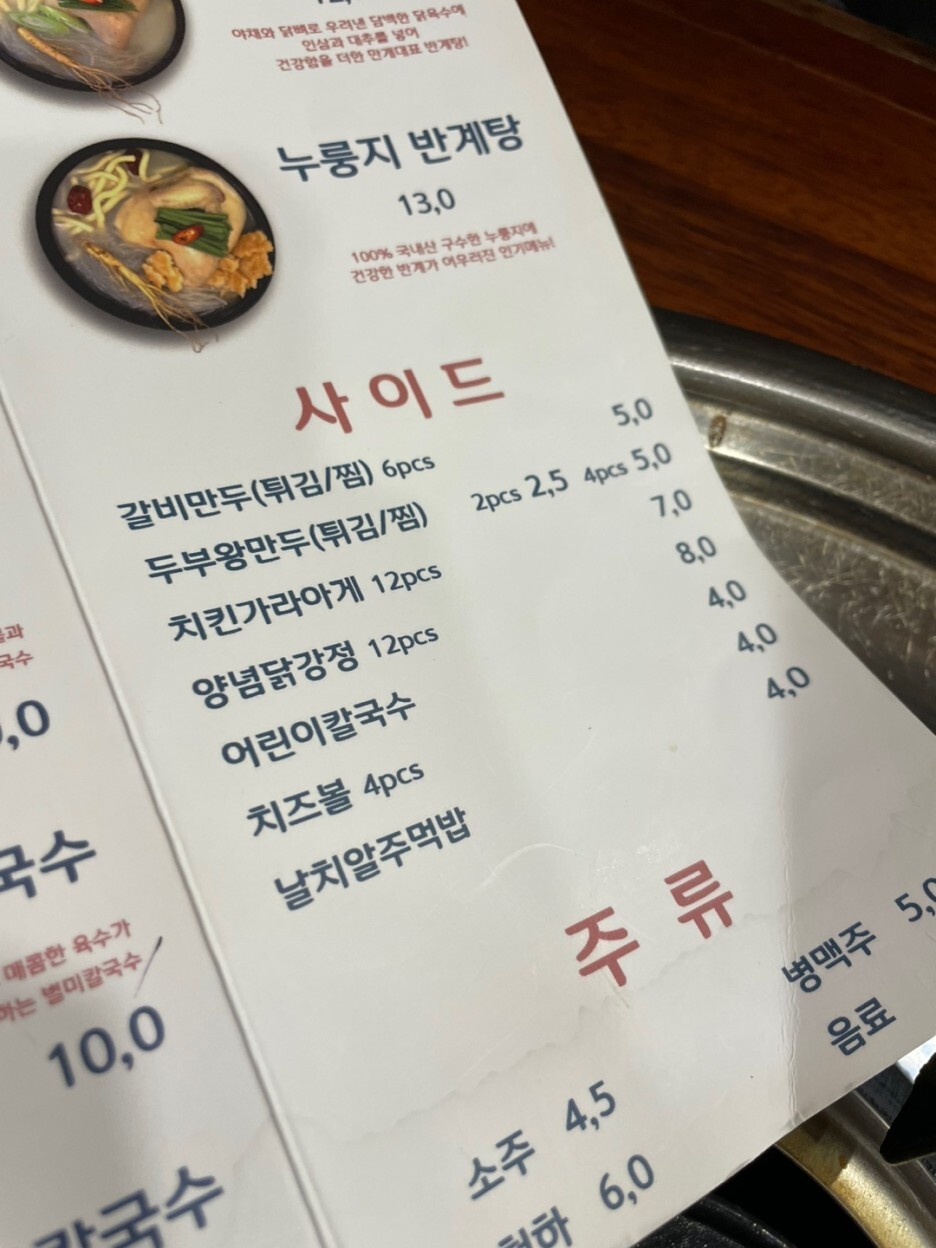 야채와 닭뼈로 우려낸 담백한 닭육수에
인삼과 대추를 넣어
건강함을 더한 반계탕!
누룽지 반계탕
13,0
100% 국내산 구수한 누룽지에
건강한 반계가 어우러진 인기메뉴!
사이드
갈비만두(튀김/찜) 6pcs 5,0
두부왕만두(튀김/찜) 2pcs 2,5 4pcs 5,0
치킨가라아게 12pcs 7,0
양념닭강정 12pcs 8,0
어린이칼국수 4,0
치즈볼 4pcs 4,0
날치알주먹밥 4,0
주류
병맥주 5,0
음료
소주 4,5
청하 6,0
국수
,0
국수
매콤한 육수가
하는 별미칼국수
10,0
칼국수